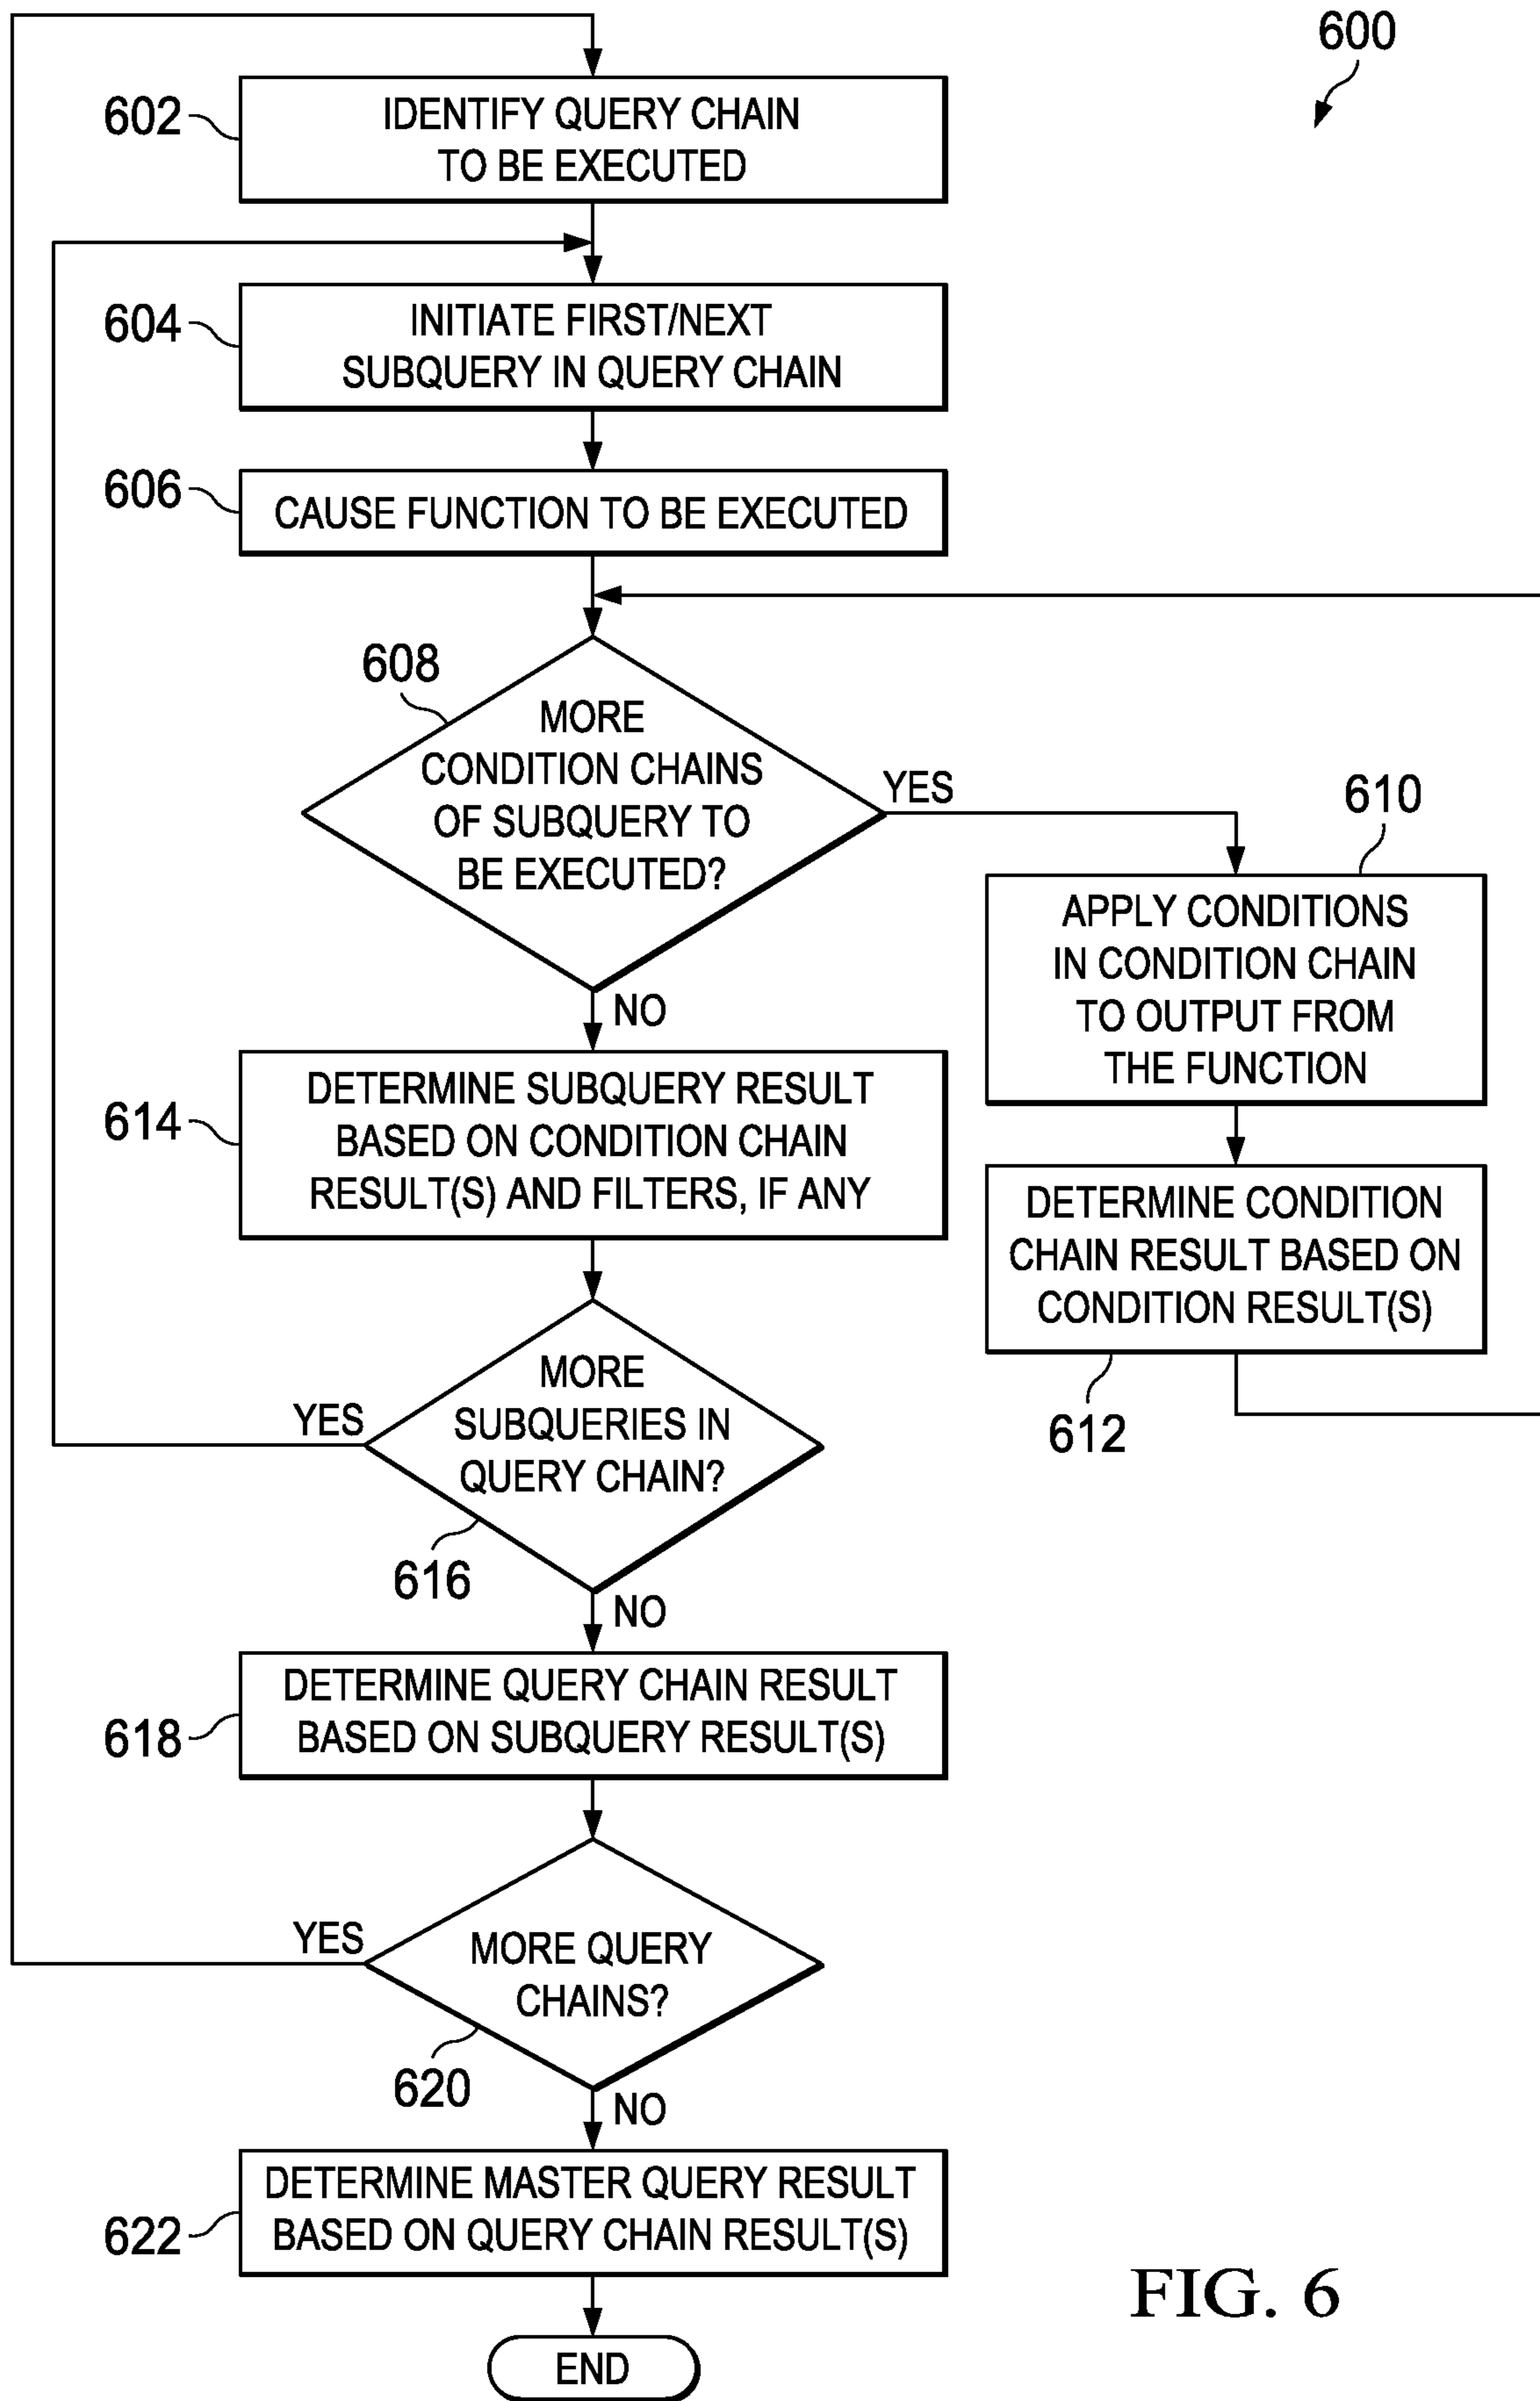 600
602
IDENTIFY QUERY CHAIN
TO BE EXECUTED
604
INITIATE FIRST/NEXT
SUBQUERY IN QUERY CHAIN
606
CAUSE FUNCTION TO BE EXECUTED
608
MORE
CONDITION CHAINS
OF SUBQUERY TO
BE EXECUTED?
YES
NO
610
APPLY CONDITIONS
IN CONDITION CHAIN
TO OUTPUT FROM
THE FUNCTION
DETERMINE CONDITION
CHAIN RESULT BASED ON
CONDITION RESULT(S)
612
614
DETERMINE SUBQUERY RESULT
BASED ON CONDITION CHAIN
RESULT(S) AND FILTERS, IF ANY
YES
MORE
SUBQUERIES IN
QUERY CHAIN?
616
NO
618
DETERMINE QUERY CHAIN RESULT
BASED ON SUBQUERY RESULT(S)
YES
MORE QUERY
CHAINS?
620
NO
622
DETERMINE MASTER QUERY RESULT
BASED ON QUERY CHAIN RESULT(S)
END
FIG. 6